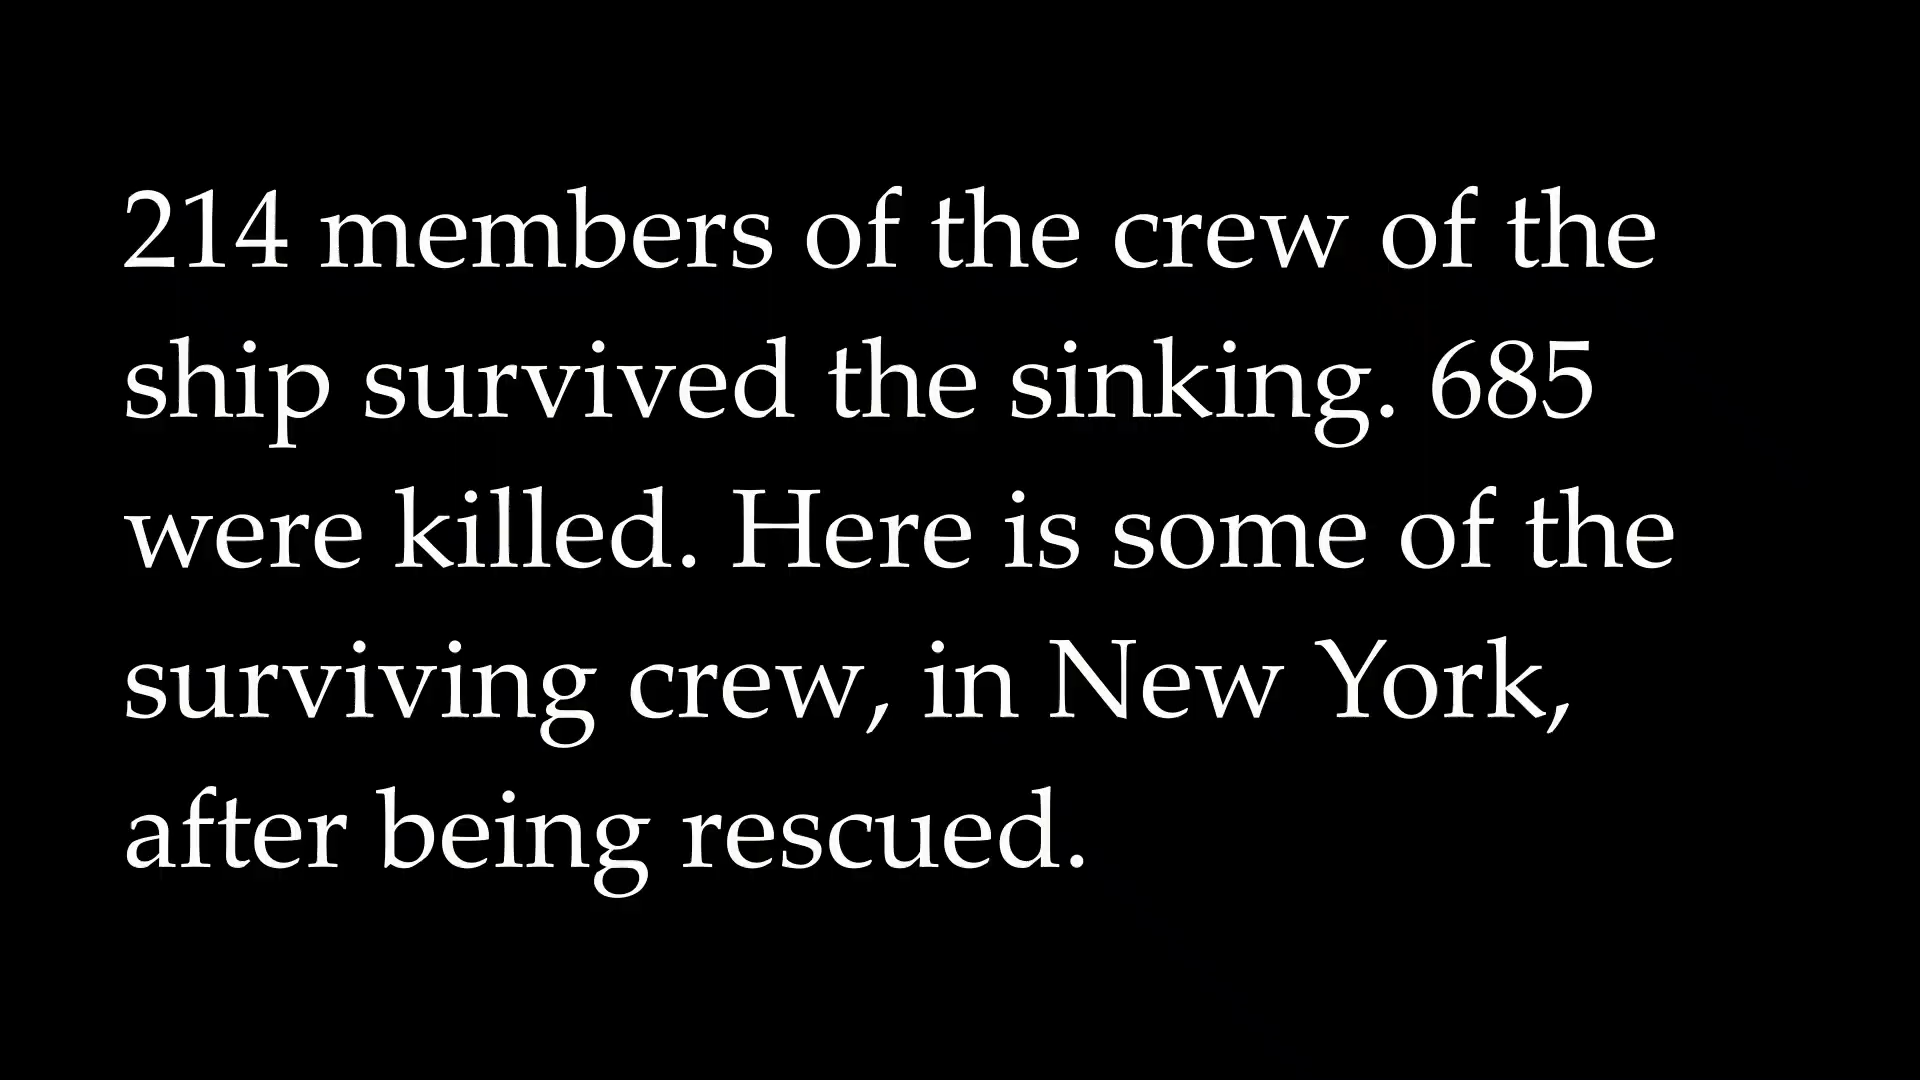 214 members of the crew of the
ship survived the sinking. 685
were killed. Here is some of the
surviving crew, in New York,
after being rescued.